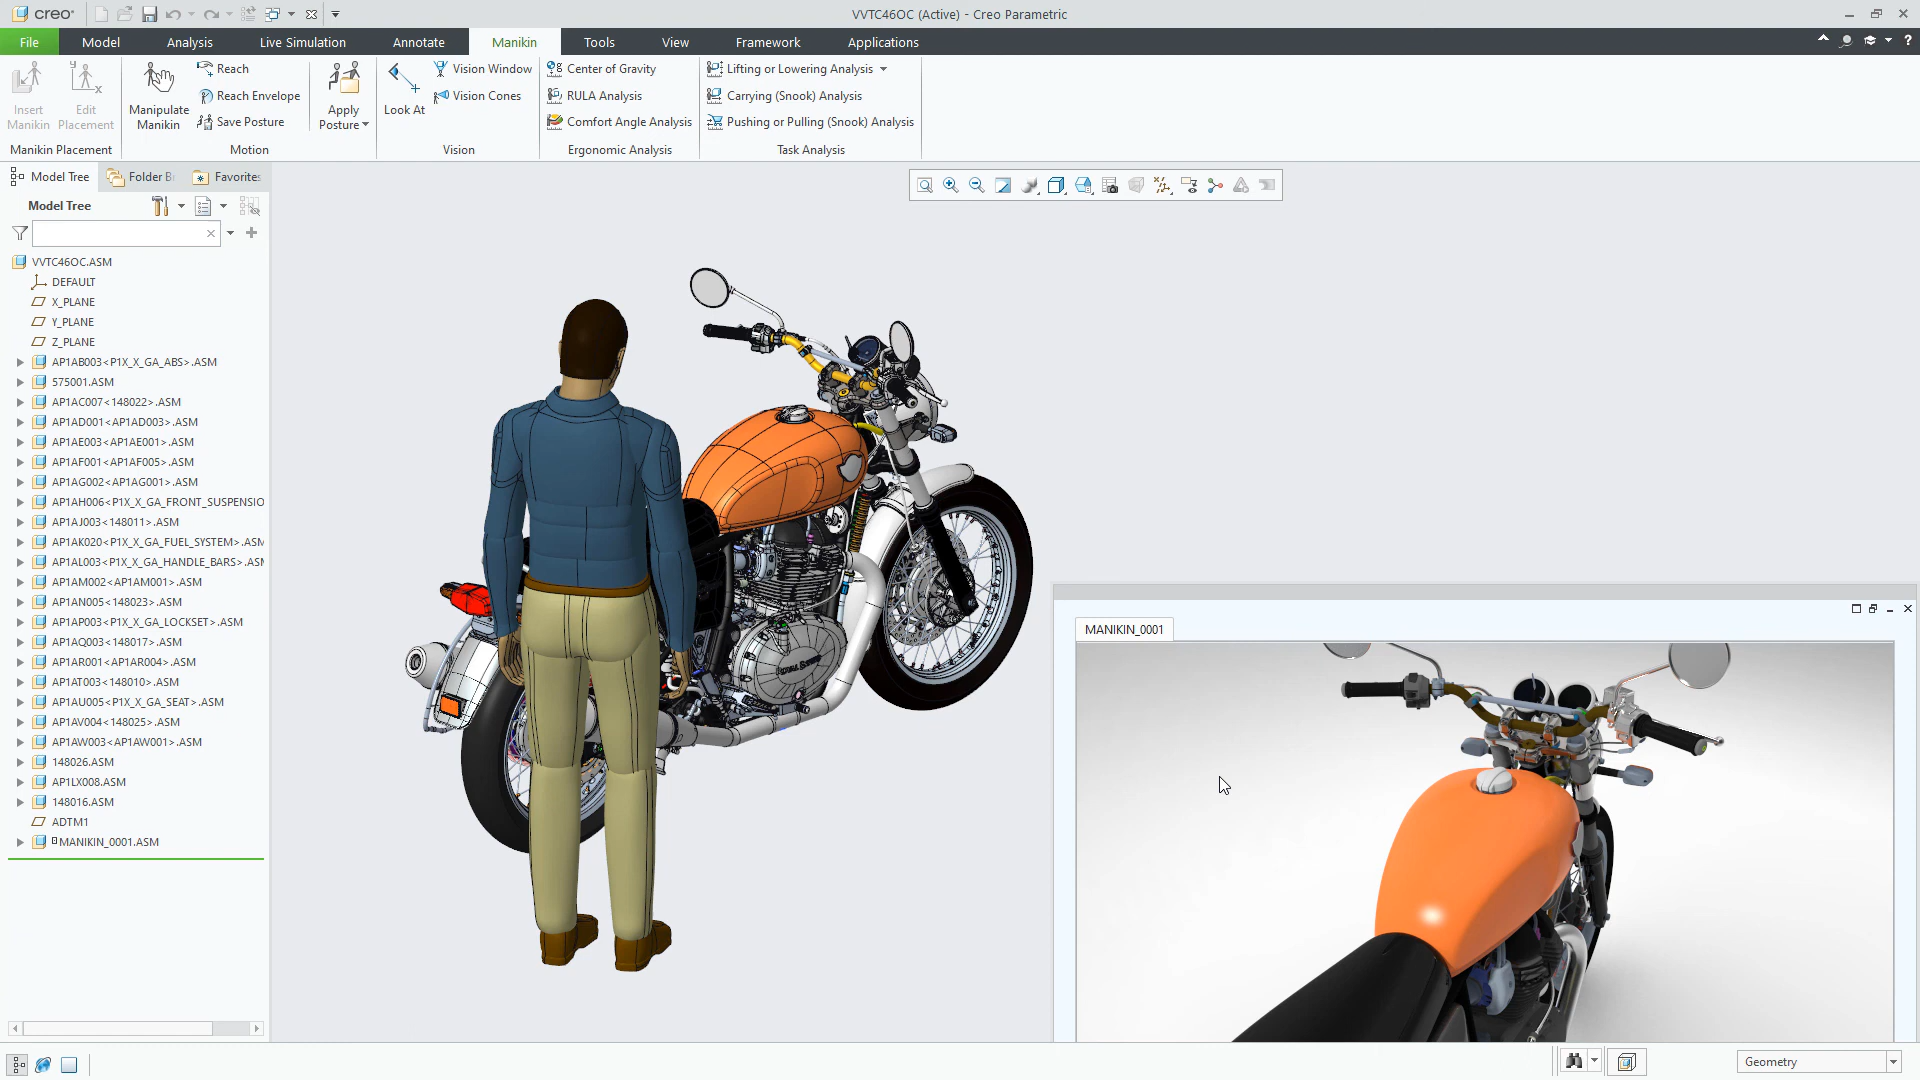 creo®
VVTC46OC (Active) - Creo Parametric
File
Model
Analysis
Live Simulation
Annotate
Manikin
Tools
View
Framework
Applications
?
Insert
Manikin
Edit
Placement
Manikin Placement
Manipulate
Manikin
Reach
Reach Envelope
Save Posture
Apply
Posture
Motion
Look At
Vision Window
Vision Cones
Vision
Center of Gravity
RULA Analysis
Comfort Angle Analysis
Ergonomic Analysis
Lifting or Lowering Analysis
Carrying (Snook) Analysis
Pushing or Pulling (Snook) Analysis
Task Analysis
Model Tree
Folder B
Favorites
Model Tree
VVTC46OC.ASM
DEFAULT
X_PLANE
Y_PLANE
Z_PLANE
AP1AB003<P1X_X_GA_ABS>.ASM
575001.ASM
AP1AC007<148022>.ASM
AP1AD001<AP1AD003>.ASM
AP1AE003<AP1AE001>.ASM
AP1AF001<AP1AF005>.ASM
AP1AG002<AP1AG001>.ASM
AP1AH006<P1X_X_GA_FRONT_SUSPENSIO
AP1AJ003<148011>.ASM
AP1AK020<P1X_X_GA_FUEL_SYSTEM>.ASM
AP1AL003<P1X_X_GA_HANDLE_BARS>.ASM
AP1AM002<AP1AM001>.ASM
AP1AN005<148023>.ASM
AP1AP003<P1X_X_GA_LOCKSET>.ASM
AP1AQ003<148017>.ASM
AP1AR001<AP1AR004>.ASM
AP1AT003<148010>.ASM
AP1AU005<P1X_X_GA_SEAT>.ASM
AP1AV004<148025>.ASM
AP1AW003<AP1AW001>.ASM
148026.ASM
AP1LX008.ASM
148016.ASM
ADTM1
MANIKIN_0001.ASM
MANIKIN_0001
Geometry